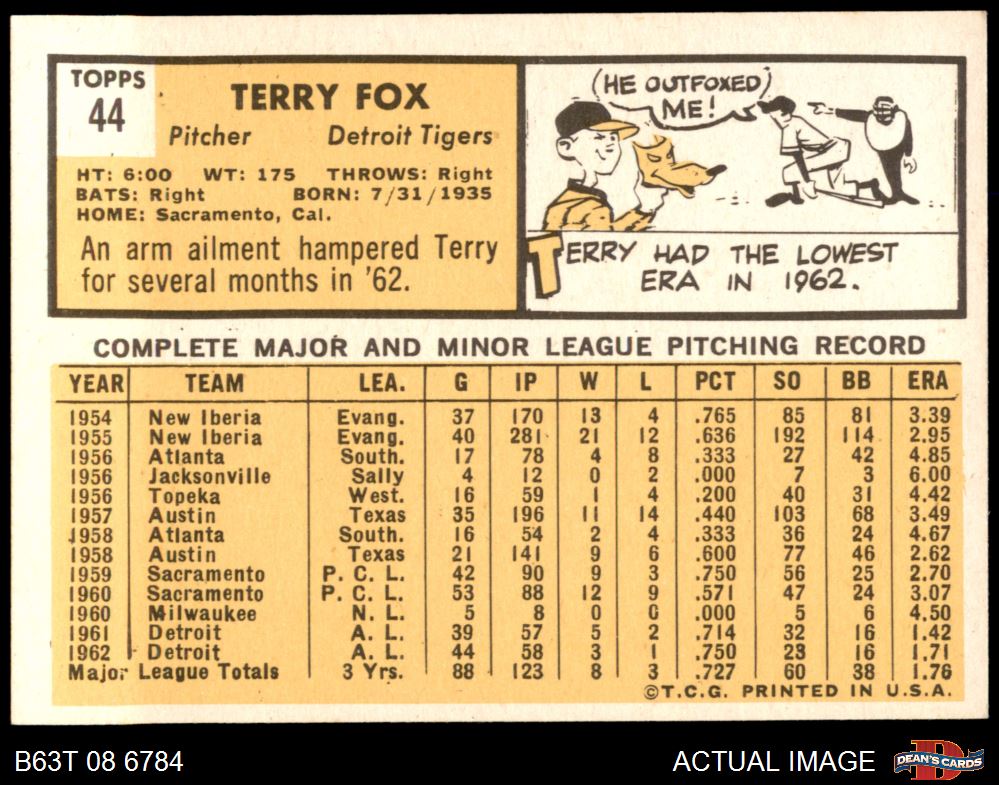 TOPPS
44
TERRY FOX
Pitcher Detroit Tigers
HT: 6:00 WT: 175 THROWS: Right
BATS: Right BORN: 7/31/1935
HOME: Sacramento, Cal.
An arm ailment hampered Terry
for several months in '62.
(HE OUTFOXED)
ME!
TERRY HAD THE LOWEST
ERA IN 1962.
COMPLETE MAJOR AND MINOR LEAGUE PITCHING RECORD
YEAR TEAM LEA. G IP W L PCT SO BB ERA
1954 New Iberia Evang. 37 170 13 4 .765 85 81 3.39
1955 New Iberia Evang. 40 281 21 12 .636 192 114 2.95
1956 Atlanta South. 17 78 4 8 .333 27 42 4.85
1956 Jacksonville Sally 4 12 0 2 .000 7 3 6.00
1956 Topeka West. 16 59 1 4 .200 40 31 4.42
1957 Austin Texas 35 196 11 14 .440 103 68 3.49
1958 Atlanta South. 16 54 2 4 .333 36 24 4.67
1958 Austin Texas 21 141 9 6 .600 77 46 2.62
1959 Sacramento P. C. L. 42 90 9 3 .750 56 25 2.70
1960 Sacramento P. C. L. 53 88 12 9 .571 47 24 3.07
1960 Milwaukee N. L. 5 8 0 0 .000 5 6 4.50
1961 Detroit A. L. 39 57 5 2 .714 32 16 1.42
1962 Detroit A. L. 44 58 3 1 .750 23 16 1.71
Major League Totals 3 Yrs. 88 123 8 3 .727 60 38 1.76
©T.C.G. PRINTED IN U.S.A.
B63T 08 6784 ACTUAL IMAGE
DEAN'S CARDS